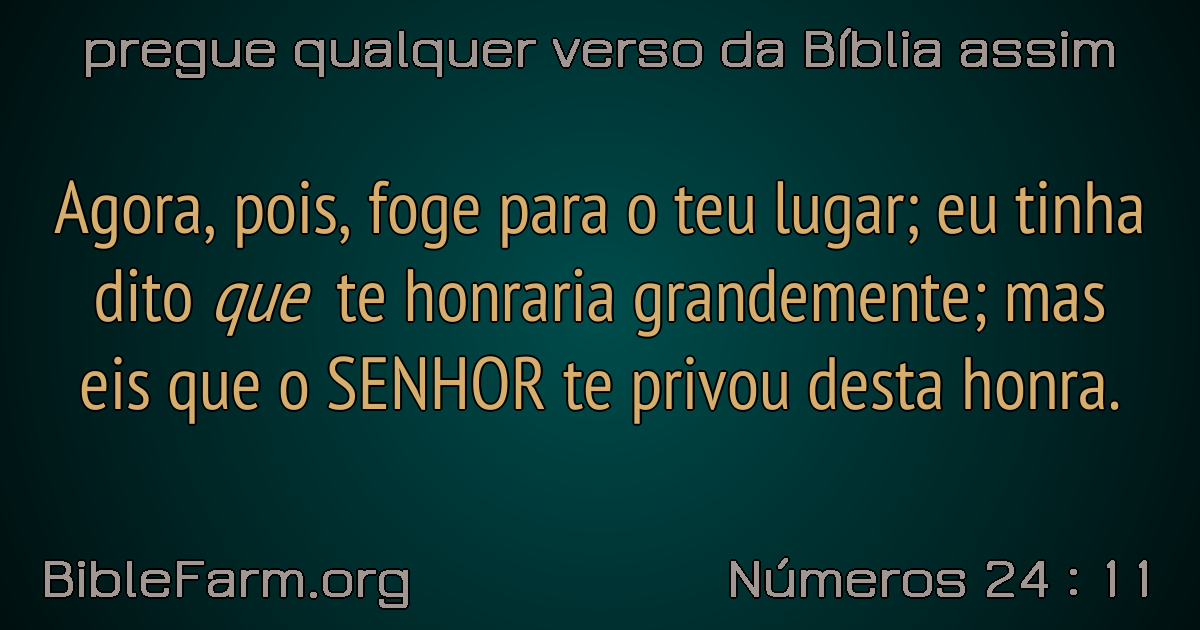 pregue qualquer verso da Bíblia assim
Agora, pois, foge para o teu lugar; eu tinha
dito que te honraria grandemente; mas
eis que o SENHOR te privou desta honra.
BibleFarm.org
Números 24 : 11